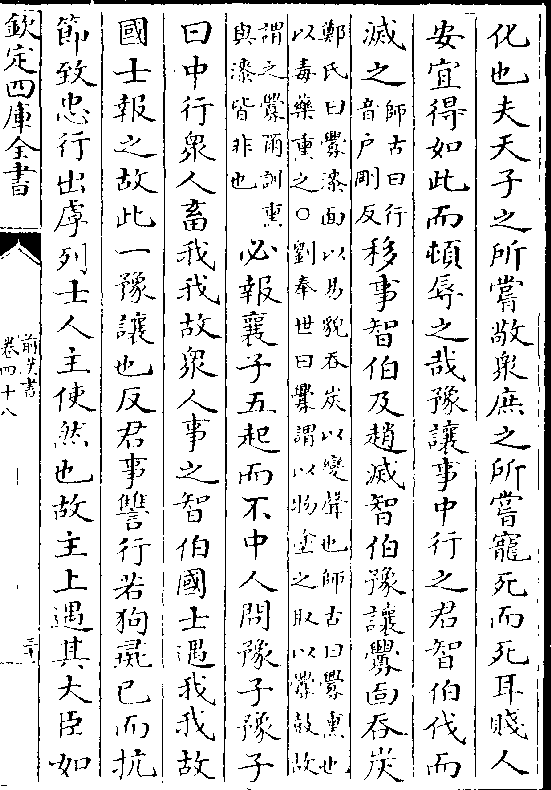 化也夫天子之所嘗敬衆庶之所嘗寵死而死耳賤人
安宜得如此而頓辱之哉豫讓事中行之君智伯伐而
滅之
師古曰行
音户剛反
移事智伯及趙滅智伯豫讓釁面吞炭
鄭氏曰釁漆面以易貌吞炭以變聲也師古曰釁熏也
以毒藥熏之○劉奉世曰釁謂以物塗之取以釁鼓故
謂之釁爾訓熏
與漆皆非也
必報襄子五起而不中人問豫子豫子
曰中行衆人畜我我故衆人事之智伯國士遇我我故
國士報之故此一豫讓也反君事讐行若狗彘已而抗
節致忠行出虖列士人主使然也故主上遇其大臣如
欽定四庫全書
前漢書
卷四十八